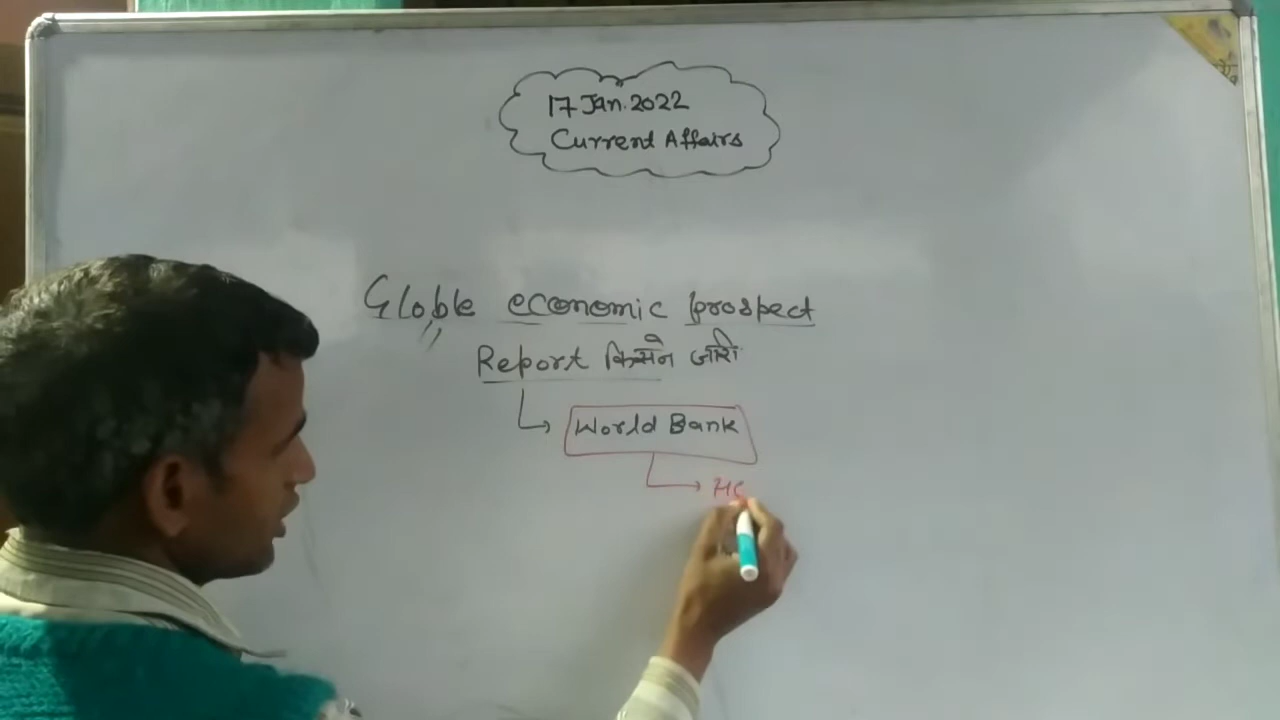 17 Jan. 2022
Current Affairs
Globle economic prospect
Report किसने जारी
World Bank